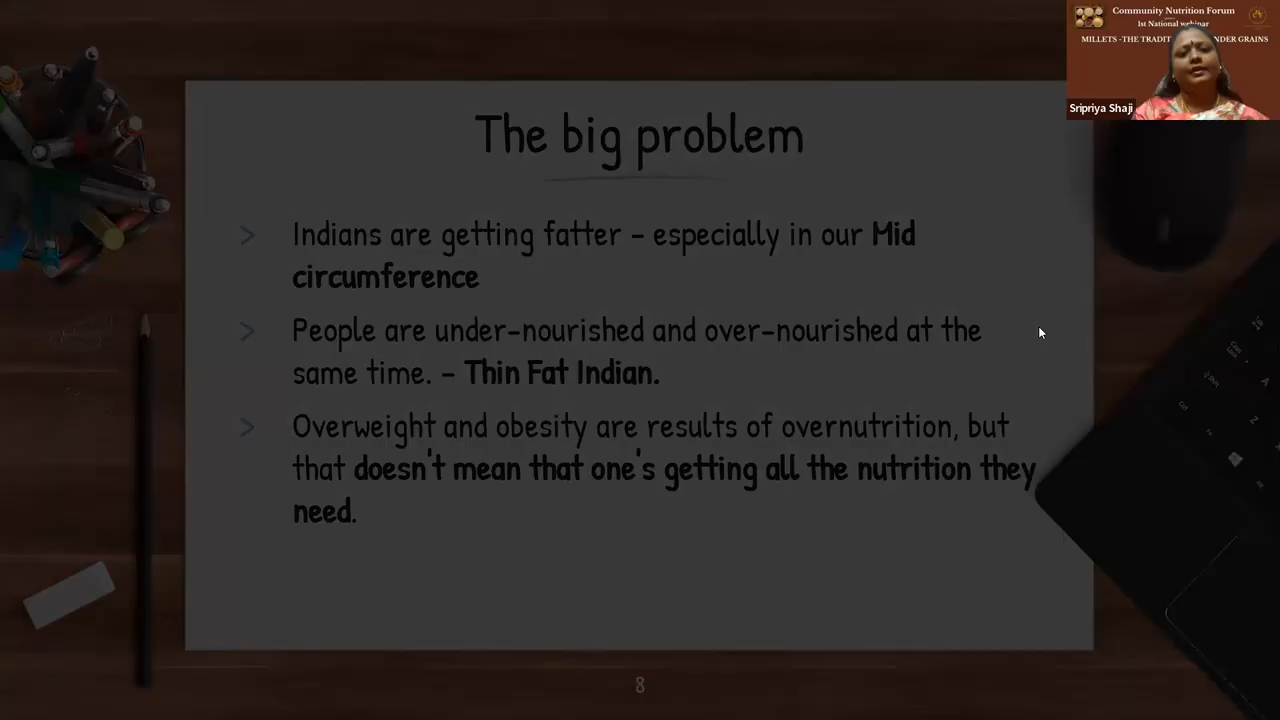 Community Nutrition Forum
1st National webinar
MILLETS -THE TRADIT NDER GRAINS
Sripriya Shaji
The big problem
> Indians are getting fatter – especially in our Mid
circumference
> People are under-nourished and over-nourished at the
same time. – Thin Fat Indian.
> Overweight and obesity are results of overnutrition, but
that doesn't mean that one's getting all the nutrition they
need.
8